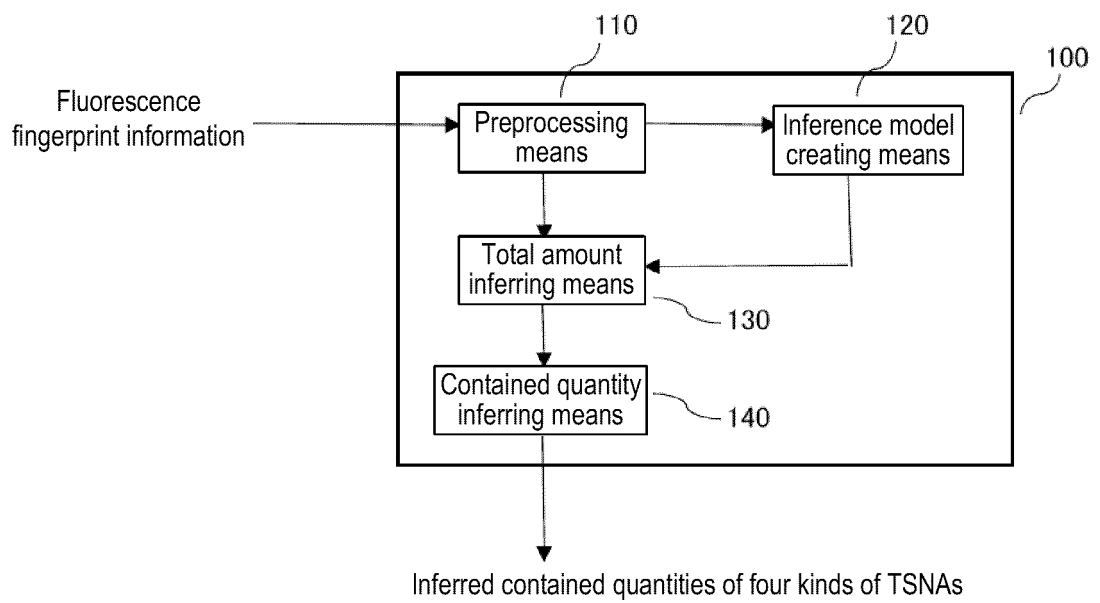 110
120
100
Fluorescence
fingerprint information
Preprocessing
means
Inference model
creating means
Total amount
inferring means
130
Contained quantity
inferring means
140
Inferred contained quantities of four kinds of TSNAs